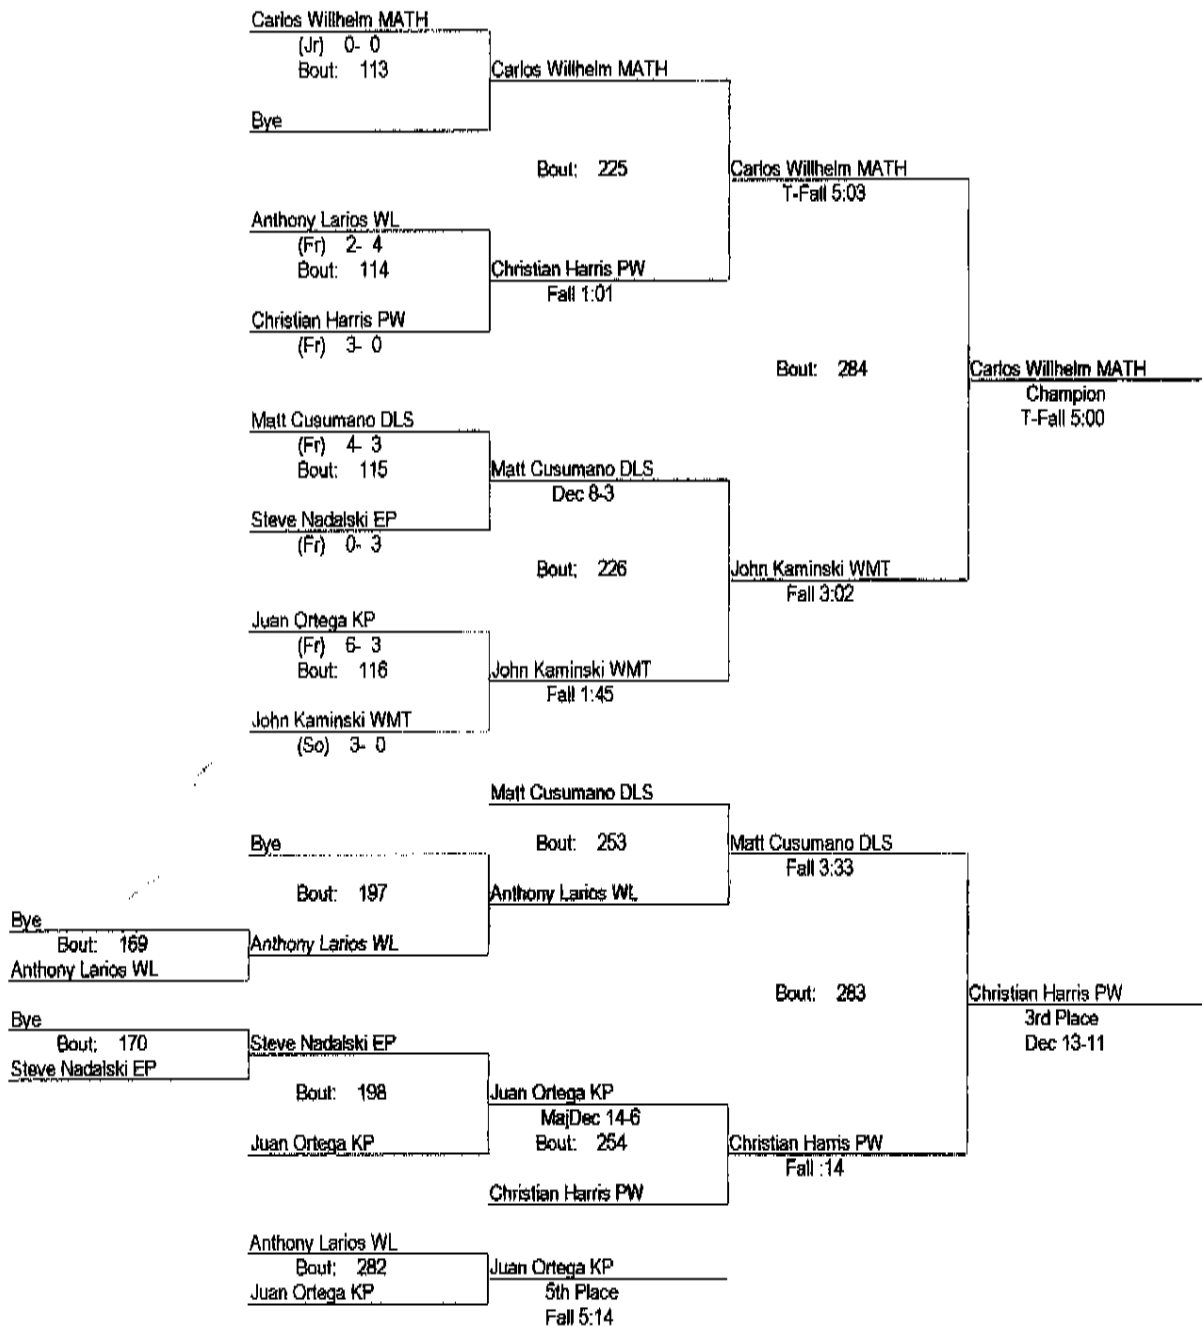 Carlos Willhelm MATH
(Jr) 0- 0
Bout: 113
Carlos Willhelm MATH
Bye
Bout: 225
Carlos Willhelm MATH
T-Fall 5:03
Anthony Larios WL
(Fr) 2- 4
Bout: 114
Christian Harris PW
Fall 1:01
Christian Harris PW
(Fr) 3- 0
Bout: 284
Carlos Willhelm MATH
Champion
T-Fall 5:00
Matt Cusumano DLS
(Fr) 4- 3
Bout: 115
Matt Cusumano DLS
Dec 8-3
Steve Nadalski EP
(Fr) 0- 3
Bout: 226
John Kaminski WMT
Fall 3:02
Juan Ortega KP
(Fr) 6- 3
Bout: 116
John Kaminski WMT
Fall 1:45
John Kaminski WMT
(So) 3- 0
Matt Cusumano DLS
Bout: 253
Matt Cusumano DLS
Fall 3:33
Bye
Bout: 197
Anthony Larios WL
Bye
Bout: 169
Anthony Larios WL
Anthony Larios WL
Bout: 283
Christian Harris PW
3rd Place
Dec 13-11
Bye
Bout: 170
Steve Nadalski EP
Steve Nadalski EP
Bout: 198
Juan Ortega KP
MajDec 14-6
Juan Ortega KP
Bout: 254
Christian Harris PW
Fall :14
Christian Harris PW
Anthony Larios WL
Bout: 282
Juan Ortega KP
Juan Ortega KP
5th Place
Fall 5:14